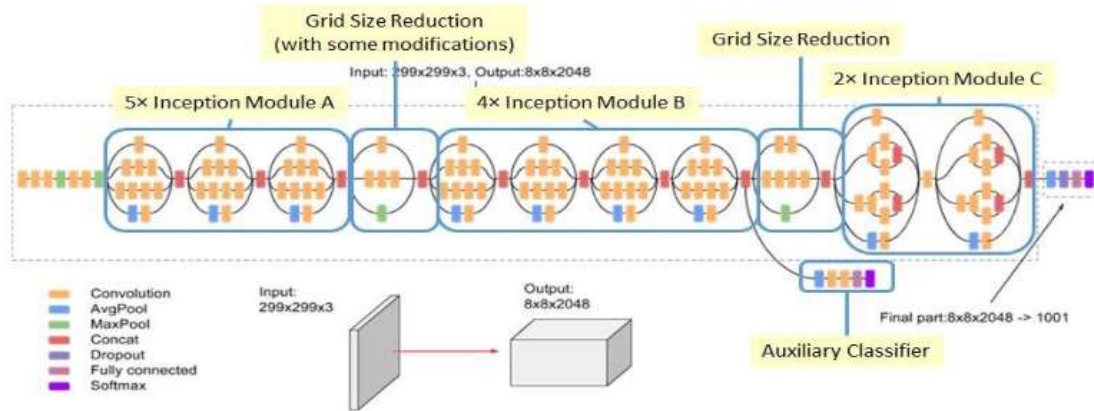 Grid Size Reduction
(with some modifications)
Grid Size Reduction
Input: 299x299x3, Output:8x8x2048
5× Inception Module A
4× Inception Module B
2× Inception Module C
Convolution
AvgPool
MaxPool
Concat
Dropout
Fully connected
Softmax
Input:
299x299x3
Output:
8x8x2048
Final part:8x8x2048 -> 1001
Auxiliary Classifier